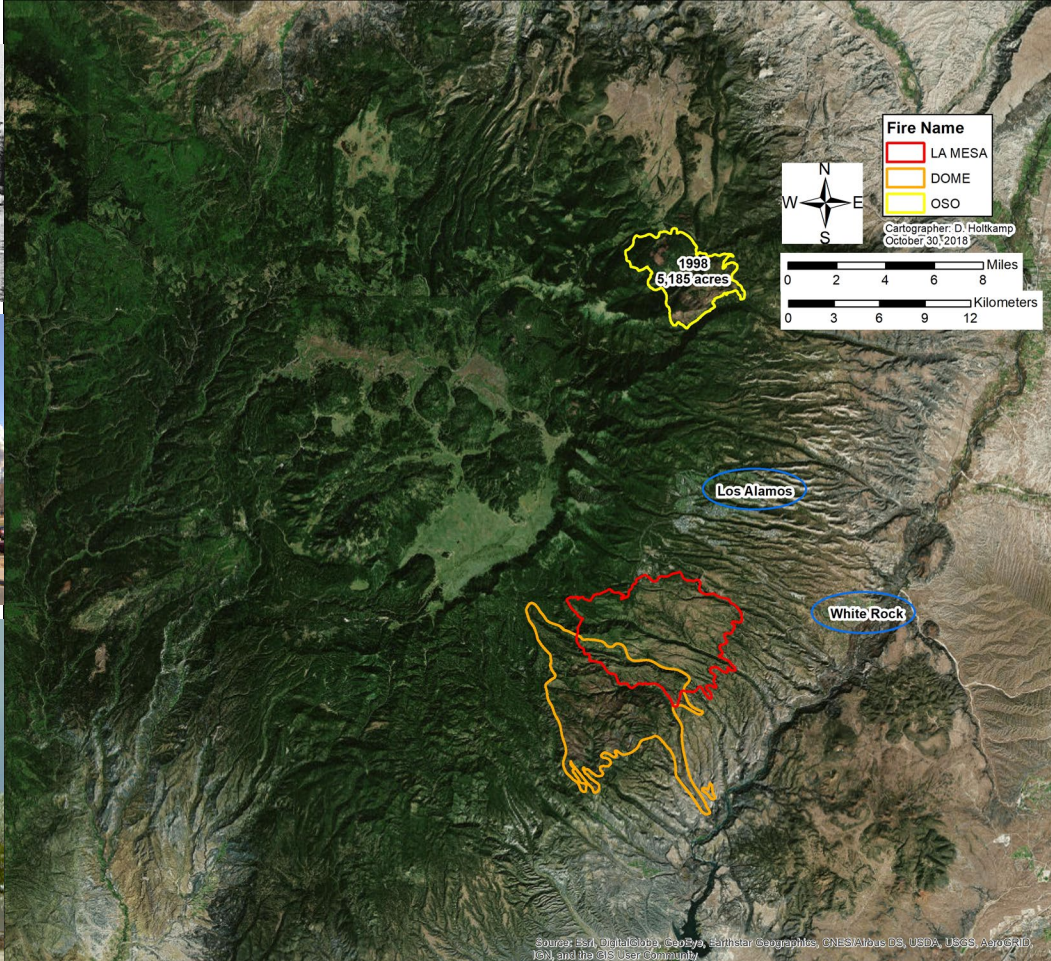 Fire Name
LA MESA
DOME
OSO
N
W E
S
Cartographer: D. Holtkamp
October 30, 2018
Miles
0 2 4 6 8
Kilometers
0 3 6 9 12
1998
5,185 acres
Los Alamos
White Rock
Source: Esri, DigitalGlobe, GeoEye, Earthstar Geographics, CNES/Airbus DS, USDA, USGS, AeroGRID,
IGN, and the GIS User Community